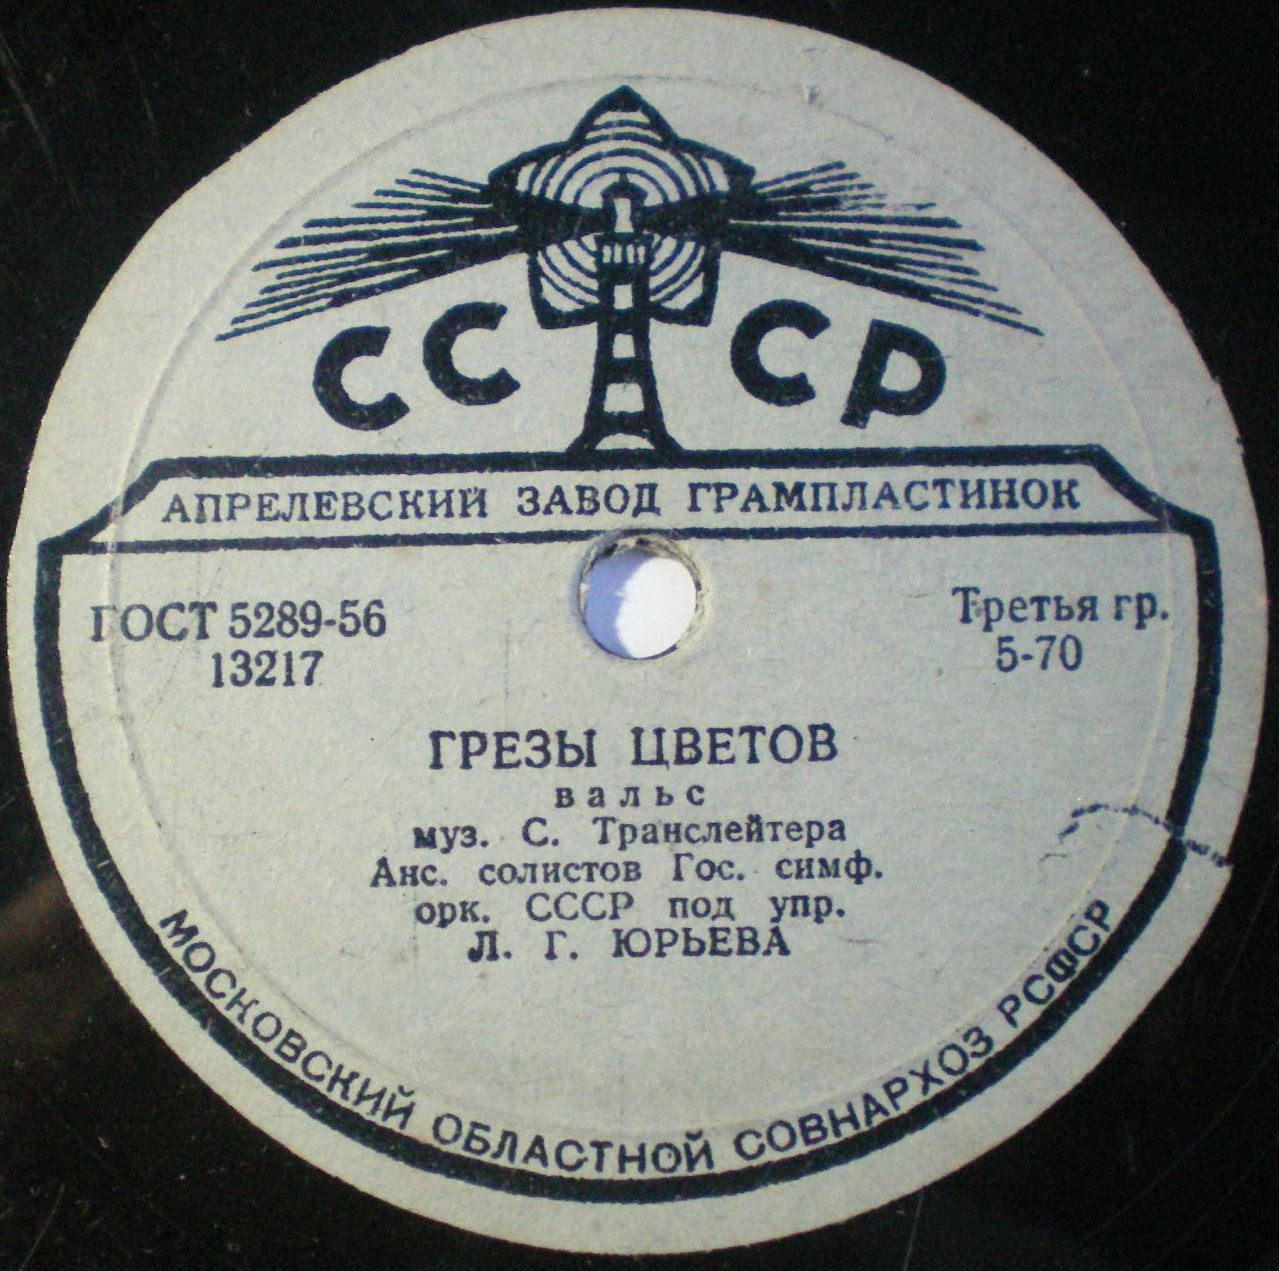 СССР
АПРЕЛЕВСКИЙ ЗАВОД ГРАМПЛАСТИНОК
ГОСТ 5289-56
13217
Третья гр.
5-70
ГРЕЗЫ ЦВЕТОВ
вальс
муз. С. Транслейтера
Анс. солистов Гос. симф.
орк. СССР под упр.
Л. Г. ЮРЬЕВА
МОСКОВСКИЙ ОБЛАСТНОЙ СОВНАРХОЗ РСФСР